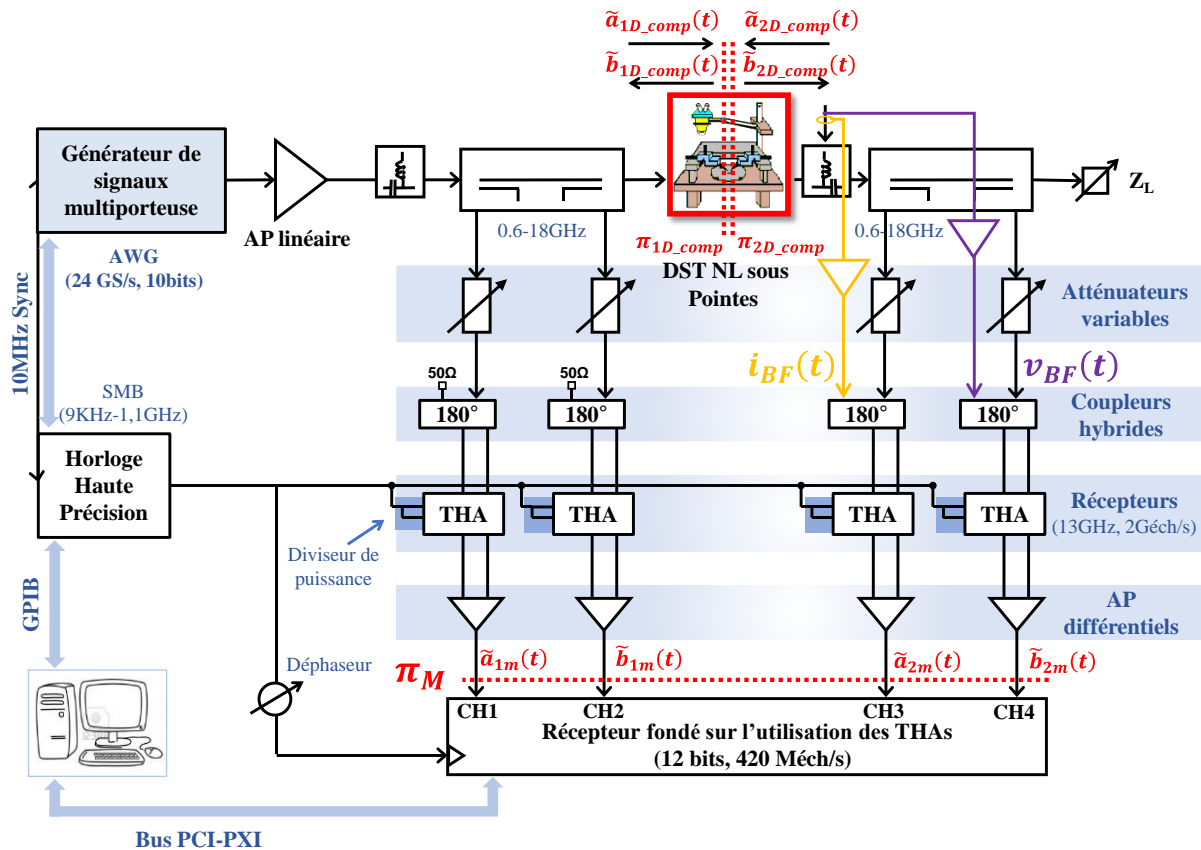 ã1D_comp(t)
ã2D_comp(t)
b̃1D_comp(t)
b̃2D_comp(t)
Générateur de
signaux
multiporteuse
AP linéaire
Z_L
0.6-18GHz
π1D_comp
π2D_comp
0.6-18GHz
AWG
(24 GS/s, 10bits)
DST NL sous
Pointes
Atténuateurs
variables
10MHz Sync
SMB
(9KHz-1,1GHz)
50Ω
50Ω
i_BF(t)
v_BF(t)
180°
180°
180°
180°
Coupleurs
hybrides
Horloge
Haute
Précision
THA
THA
THA
THA
Récepteurs
(13GHz, 2Géch/s)
Diviseur de
puissance
GPIB
AP
différentiels
Déphaseur
π_M
ã1m(t)
b̃1m(t)
ã2m(t)
b̃2m(t)
CH1
CH2
CH3
CH4
Récepteur fondé sur l'utilisation des THAs
(12 bits, 420 Méch/s)
Bus PCI-PXI